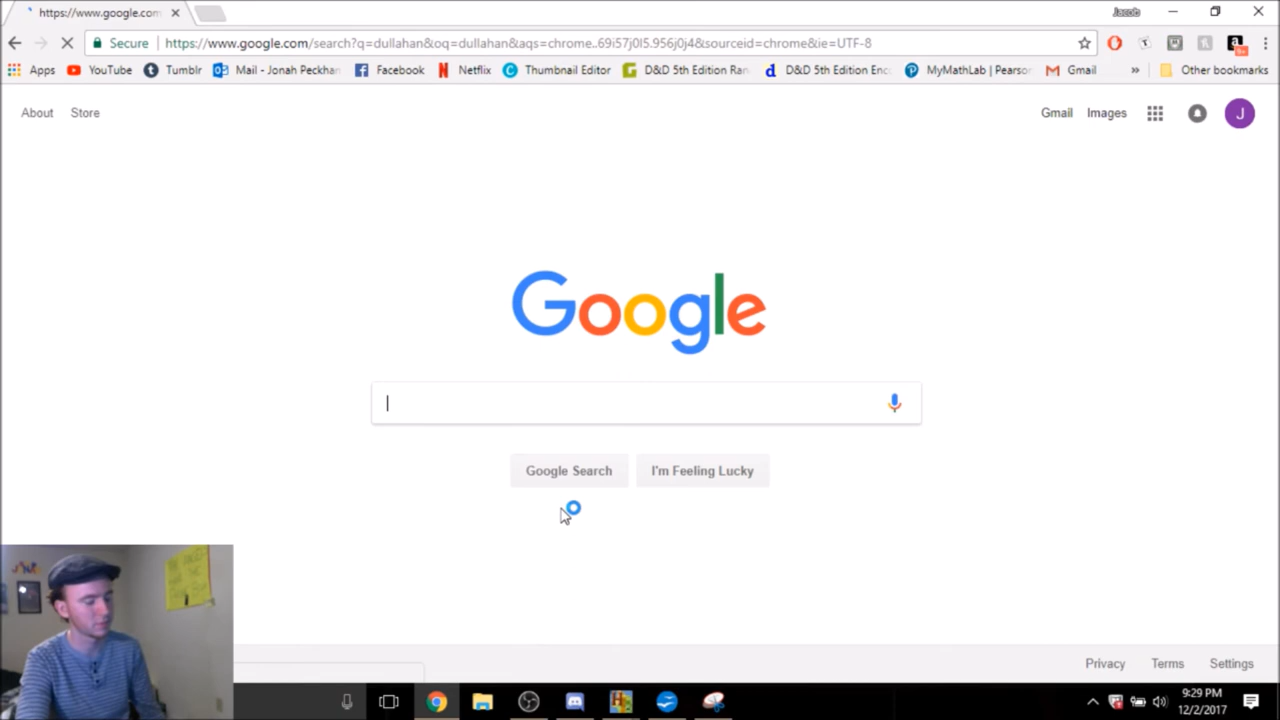 https://www.google.com
Jacob
Secure
https://www.google.com/search?q=dullahan&oq=dullahan&aqs=chrome..69i57j0l5.956j0j4&sourceid=chrome&ie=UTF-8
Apps
YouTube
Tumblr
Mail - Jonah Peckhan
Facebook
Netflix
Thumbnail Editor
D&D 5th Edition Ran
D&D 5th Edition Enc
MyMathLab | Pearson
Gmail
»
Other bookmarks
About
Store
Gmail
Images
J
Google
Google Search
I'm Feeling Lucky
Privacy
Terms
Settings
9:29 PM
12/2/2017